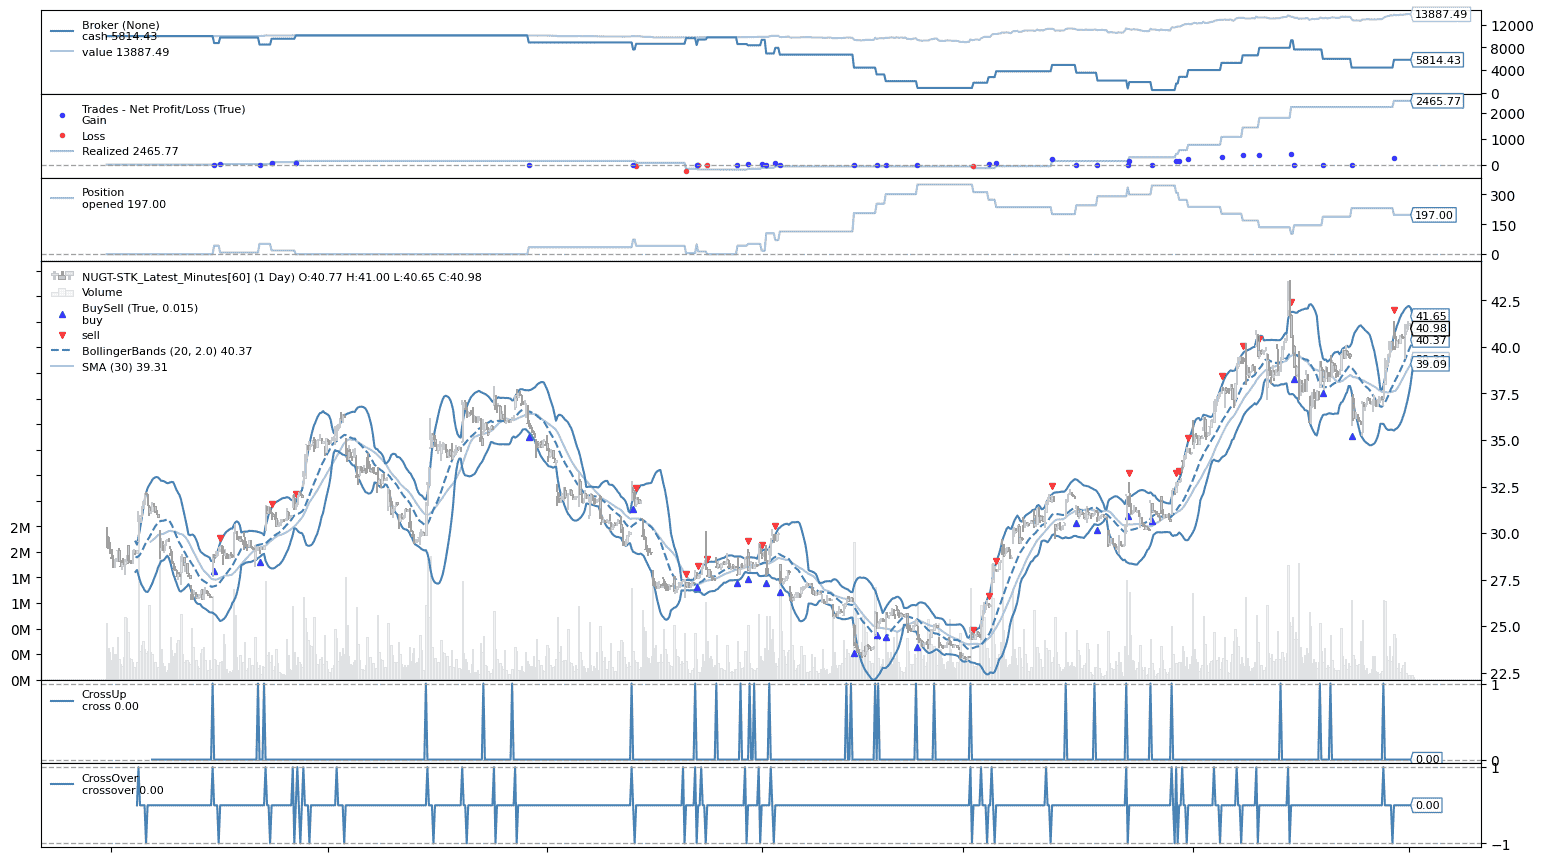 Broker (None)
cash 5814.43
value 13887.49
13887.49
12000
8000
5814.43
4000
0
Trades - Net Profit/Loss (True)
Gain
Loss
Realized 2465.77
2465.77
2000
1000
0
Position
opened 197.00
300
197.00
150
0
NUGT-STK_Latest_Minutes[60] (1 Day) O:40.77 H:41.00 L:40.65 C:40.98
Volume
BuySell (True, 0.015)
buy
sell
BollingerBands (20, 2.0) 40.37
SMA (30) 39.31
42.5
41.65
40.98
40.37
40.0
39.09
37.5
35.0
32.5
30.0
27.5
25.0
22.5
2M
2M
1M
1M
0M
0M
0M
CrossUp
cross 0.00
1
0.00
0
CrossOver
crossover 0.00
1
0.00
−1